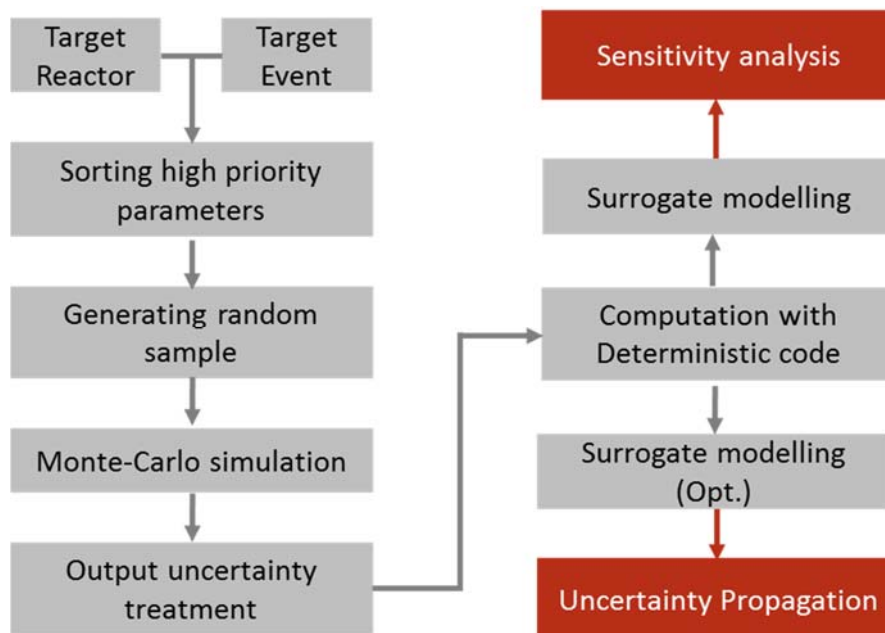 Target
Reactor
Target
Event
Sorting high priority
parameters
Generating random
sample
Monte-Carlo simulation
Output uncertainty
treatment
Sensitivity analysis
Surrogate modelling
Computation with
Deterministic code
Surrogate modelling
(Opt.)
Uncertainty Propagation